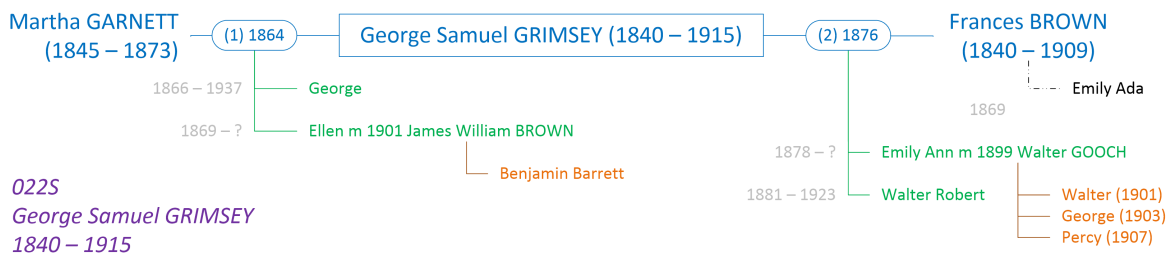 Martha GARNETT
(1845 – 1873)
(1) 1864
George Samuel GRIMSEY (1840 – 1915)
(2) 1876
Frances BROWN
(1840 – 1909)
1866 – 1937
George
Emily Ada
1869
1869 – ?
Ellen m 1901 James William BROWN
Benjamin Barrett
1878 – ?
Emily Ann m 1899 Walter GOOCH
1881 – 1923
Walter Robert
Walter (1901)
George (1903)
Percy (1907)
022S
George Samuel GRIMSEY
1840 – 1915